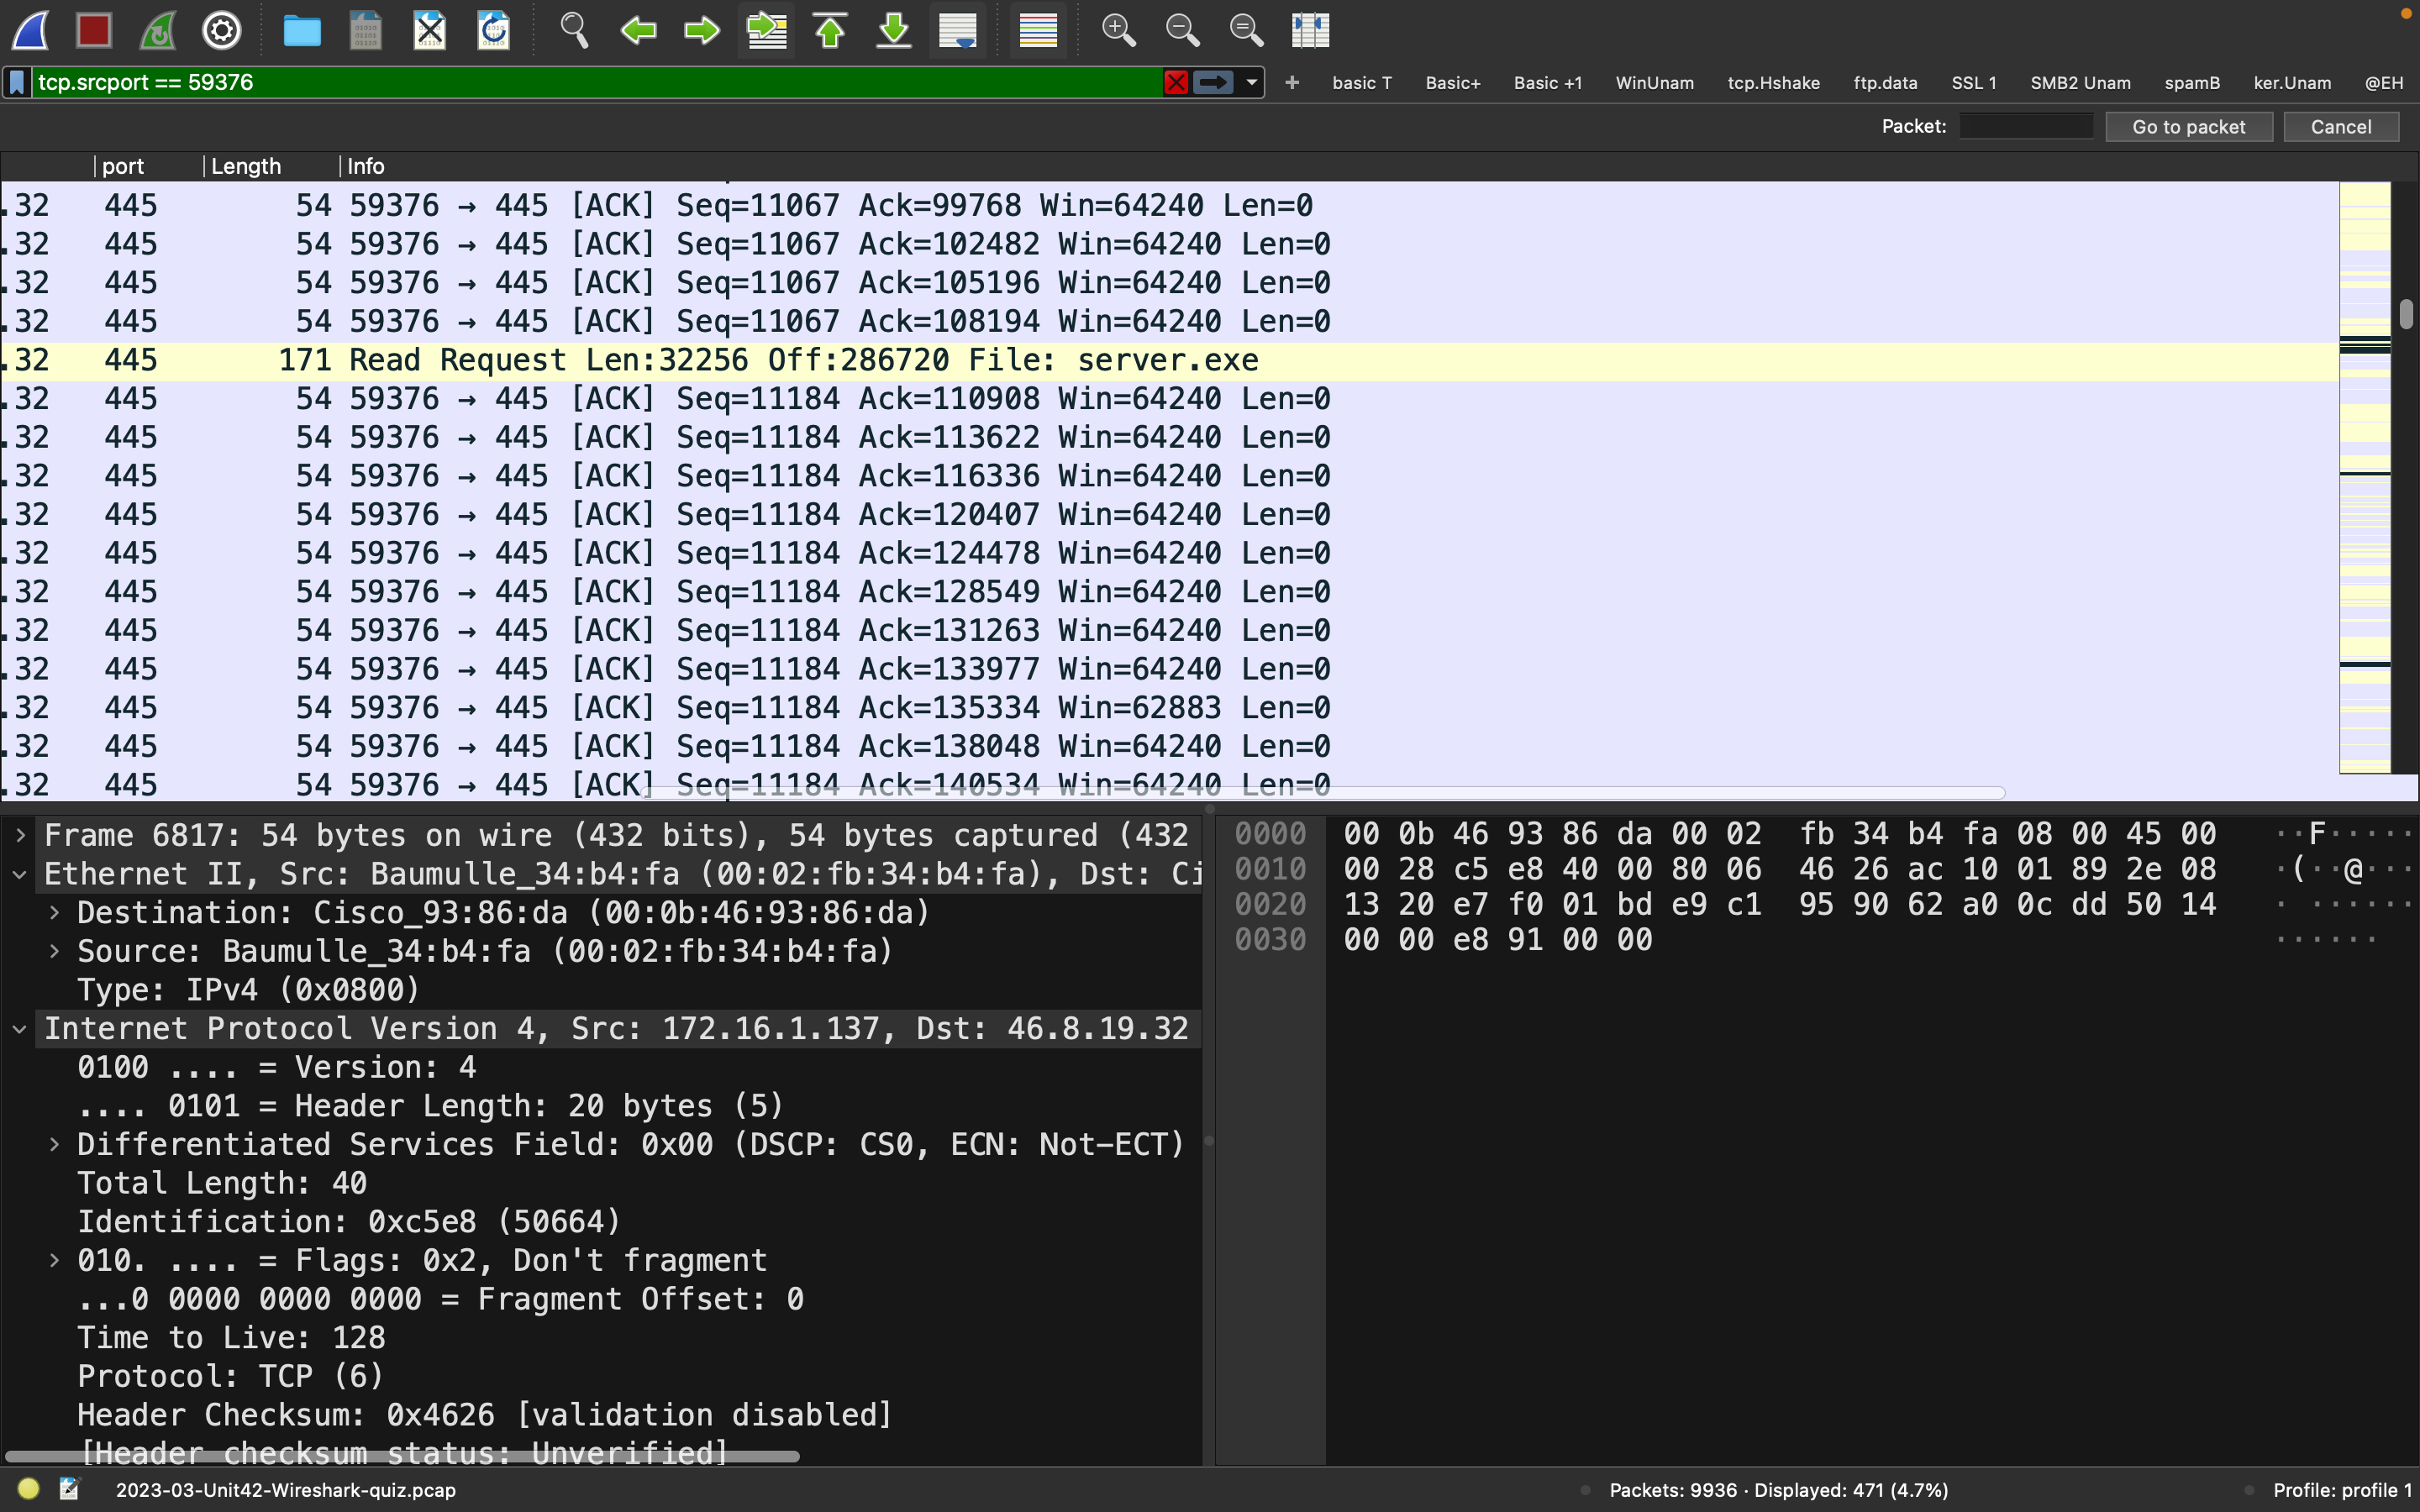 tcp.srcport == 59376
+ basic T Basic+ Basic +1 WinUnam tcp.Hshake ftp.data SSL 1 SMB2 Unam spamB ker.Unam @EH
Packet: Go to packet Cancel
port Length Info
.32 445 54 59376 → 445 [ACK] Seq=11067 Ack=99768 Win=64240 Len=0
.32 445 54 59376 → 445 [ACK] Seq=11067 Ack=102482 Win=64240 Len=0
.32 445 54 59376 → 445 [ACK] Seq=11067 Ack=105196 Win=64240 Len=0
.32 445 54 59376 → 445 [ACK] Seq=11067 Ack=108194 Win=64240 Len=0
.32 445 171 Read Request Len:32256 Off:286720 File: server.exe
.32 445 54 59376 → 445 [ACK] Seq=11184 Ack=110908 Win=64240 Len=0
.32 445 54 59376 → 445 [ACK] Seq=11184 Ack=113622 Win=64240 Len=0
.32 445 54 59376 → 445 [ACK] Seq=11184 Ack=116336 Win=64240 Len=0
.32 445 54 59376 → 445 [ACK] Seq=11184 Ack=120407 Win=64240 Len=0
.32 445 54 59376 → 445 [ACK] Seq=11184 Ack=124478 Win=64240 Len=0
.32 445 54 59376 → 445 [ACK] Seq=11184 Ack=128549 Win=64240 Len=0
.32 445 54 59376 → 445 [ACK] Seq=11184 Ack=131263 Win=64240 Len=0
.32 445 54 59376 → 445 [ACK] Seq=11184 Ack=133977 Win=64240 Len=0
.32 445 54 59376 → 445 [ACK] Seq=11184 Ack=135334 Win=62883 Len=0
.32 445 54 59376 → 445 [ACK] Seq=11184 Ack=138048 Win=64240 Len=0
.32 445 54 59376 → 445 [ACK] Seq=11184 Ack=140534 Win=64240 Len=0
Frame 6817: 54 bytes on wire (432 bits), 54 bytes captured (432
Ethernet II, Src: Baumulle_34:b4:fa (00:02:fb:34:b4:fa), Dst: Ci
Destination: Cisco_93:86:da (00:0b:46:93:86:da)
Source: Baumulle_34:b4:fa (00:02:fb:34:b4:fa)
Type: IPv4 (0x0800)
Internet Protocol Version 4, Src: 172.16.1.137, Dst: 46.8.19.32
0100 .... = Version: 4
.... 0101 = Header Length: 20 bytes (5)
Differentiated Services Field: 0x00 (DSCP: CS0, ECN: Not-ECT)
Total Length: 40
Identification: 0xc5e8 (50664)
010. .... = Flags: 0x2, Don't fragment
...0 0000 0000 0000 = Fragment Offset: 0
Time to Live: 128
Protocol: TCP (6)
Header Checksum: 0x4626 [validation disabled]
[Header checksum status: Unverified]
0000 00 0b 46 93 86 da 00 02 fb 34 b4 fa 08 00 45 00 ··F·····
0010 00 28 c5 e8 40 00 80 06 46 26 ac 10 01 89 2e 08 ·(··@···
0020 13 20 e7 f0 01 bd e9 c1 95 90 62 a0 0c dd 50 14 · ······
0030 00 00 e8 91 00 00 ······
2023-03-Unit42-Wireshark-quiz.pcap
Packets: 9936 · Displayed: 471 (4.7%)
Profile: profile 1